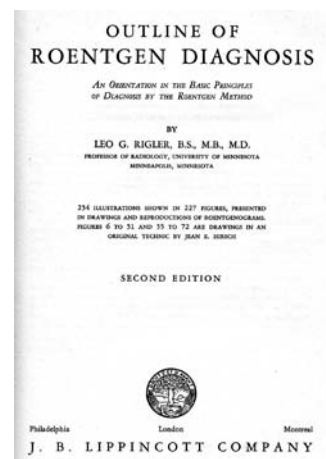 OUTLINE OF
ROENTGEN DIAGNOSIS
AN ORIENTATION IN THE BASIC PRINCIPLES
OF DIAGNOSIS BY THE ROENTGEN METHOD
BY
LEO G. RIGLER, B.S., M.B., M.D.
PROFESSOR OF RADIOLOGY, UNIVERSITY OF MINNESOTA
MINNEAPOLIS, MINNESOTA
254 ILLUSTRATIONS SHOWN IN 227 FIGURES, PRESENTED
IN DRAWINGS AND REPRODUCTIONS OF ROENTGENOGRAMS.
FIGURES 6 TO 51 AND 55 TO 72 ARE DRAWINGS IN AN
ORIGINAL TECHNIC BY JEAN E. HIRSCH
SECOND EDITION
Philadelphia London Montreal
J. B. LIPPINCOTT COMPANY